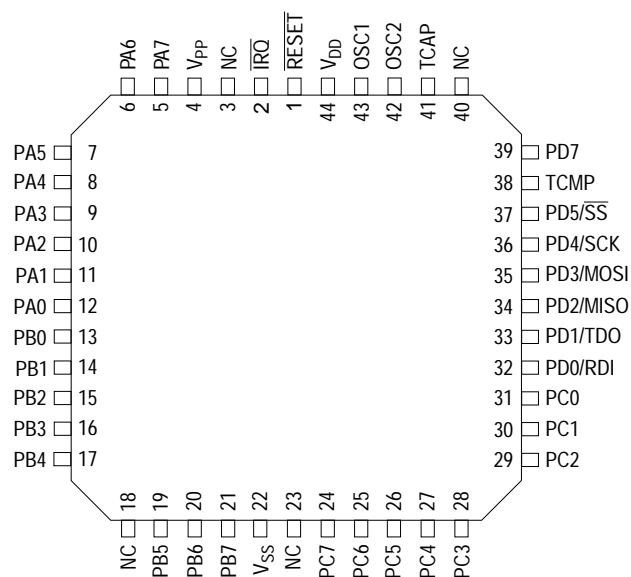 PA6 PA7 VPP NC I̅R̅Q̅ R̅E̅S̅E̅T̅ VDD OSC1 OSC2 TCAP NC
6 5 4 3 2 1 44 43 42 41 40
PA5 7 39 PD7
PA4 8 38 TCMP
PA3 9 37 PD5/S̅S̅
PA2 10 36 PD4/SCK
PA1 11 35 PD3/MOSI
PA0 12 34 PD2/MISO
PB0 13 33 PD1/TDO
PB1 14 32 PD0/RDI
PB2 15 31 PC0
PB3 16 30 PC1
PB4 17 29 PC2
18 19 20 21 22 23 24 25 26 27 28
NC PB5 PB6 PB7 VSS NC PC7 PC6 PC5 PC4 PC3